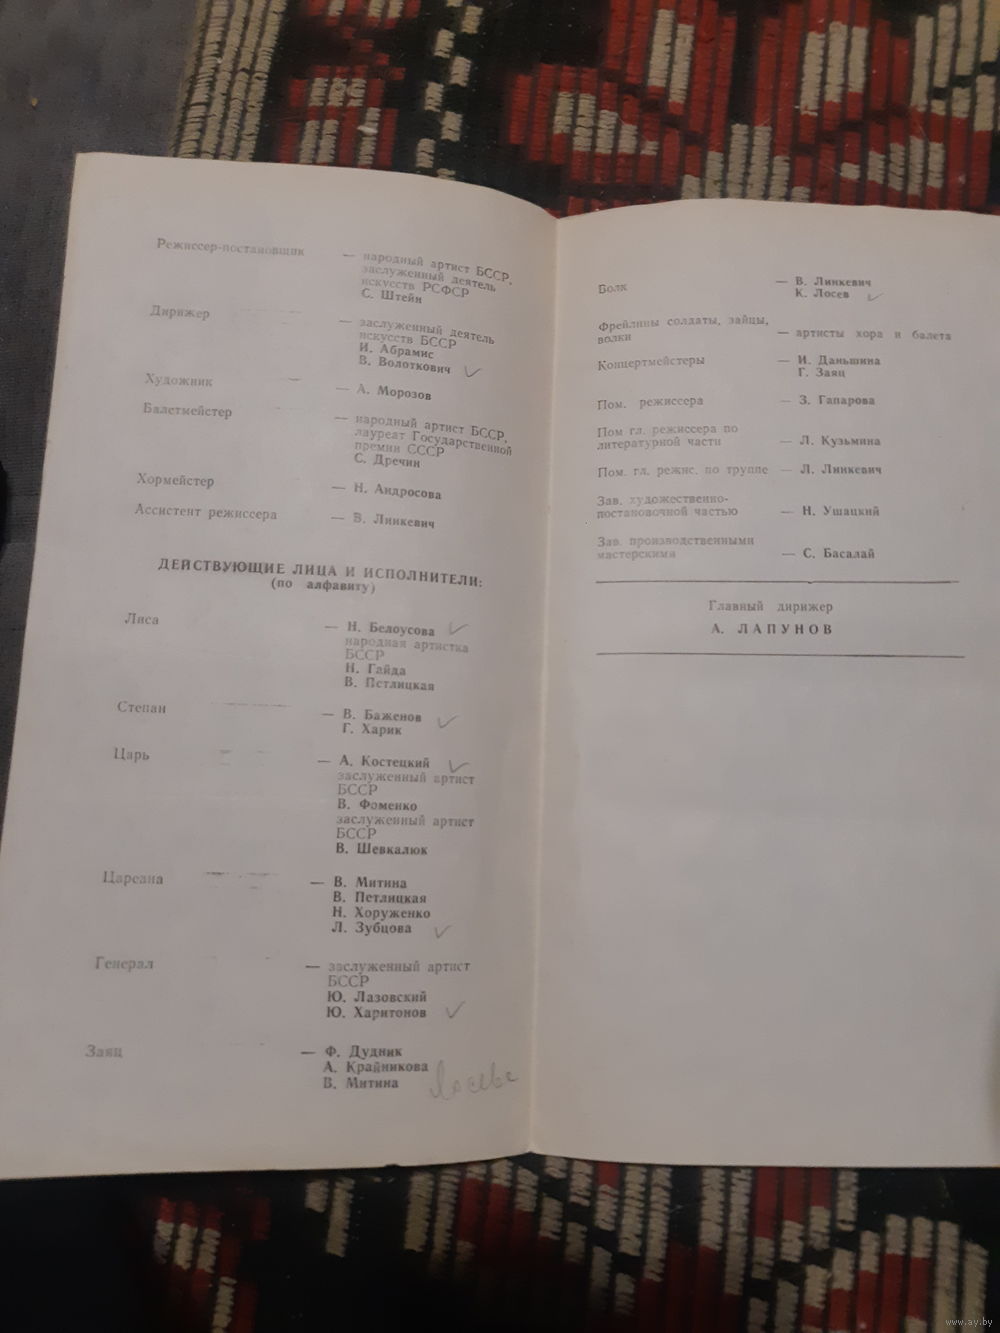 Режиссер-постановщик — народный артист БССР,
заслуженный деятель
искусств РСФСР
С. Штейн
Дирижер — заслуженный деятель
искусств БССР
И. Абрамис
В. Волоткович ✓
Художник — А. Морозов
Балетмейстер — народный артист БССР,
лауреат Государственной
премии СССР
С. Дречин
Хормейстер — Н. Андросова
Ассистент режиссера — В. Линкевич
ДЕЙСТВУЮЩИЕ ЛИЦА И ИСПОЛНИТЕЛИ:
(по алфавиту)
Лиса — Н. Белоусова ✓
народная артистка
БССР
Н. Гайда
В. Петлицкая
Степан — В. Баженов ✓
Г. Харик
Царь — А. Костецкий ✓
заслуженный артист
БССР
В. Фоменко
заслуженный артист
БССР
В. Шевкалюк
Царевна — В. Митина
В. Петлицкая
Н. Хоруженко
Л. Зубцова ✓
Генерал — заслуженный артист
БССР
Ю. Лазовский
Ю. Харитонов ✓
Заяц — Ф. Дудник
А. Крайникова
В. Митина
Волк — В. Линкевич
К. Лосев ✓
Фрейлины солдаты, зайцы,
волки — артисты хора и балета
Концертмейстеры — И. Даньшина
Г. Заяц
Пом. режиссера — З. Гапарова
Пом гл. режиссера по
литературной части — Л. Кузьмина
Пом. гл. режис. по труппе — Л. Линкевич
Зав. художественно-
постановочной частью — Н. Ушацкий
Зав. производственными
мастерскими — С. Басалай
Главный дирижер
А. ЛАПУНОВ
www.ay.by